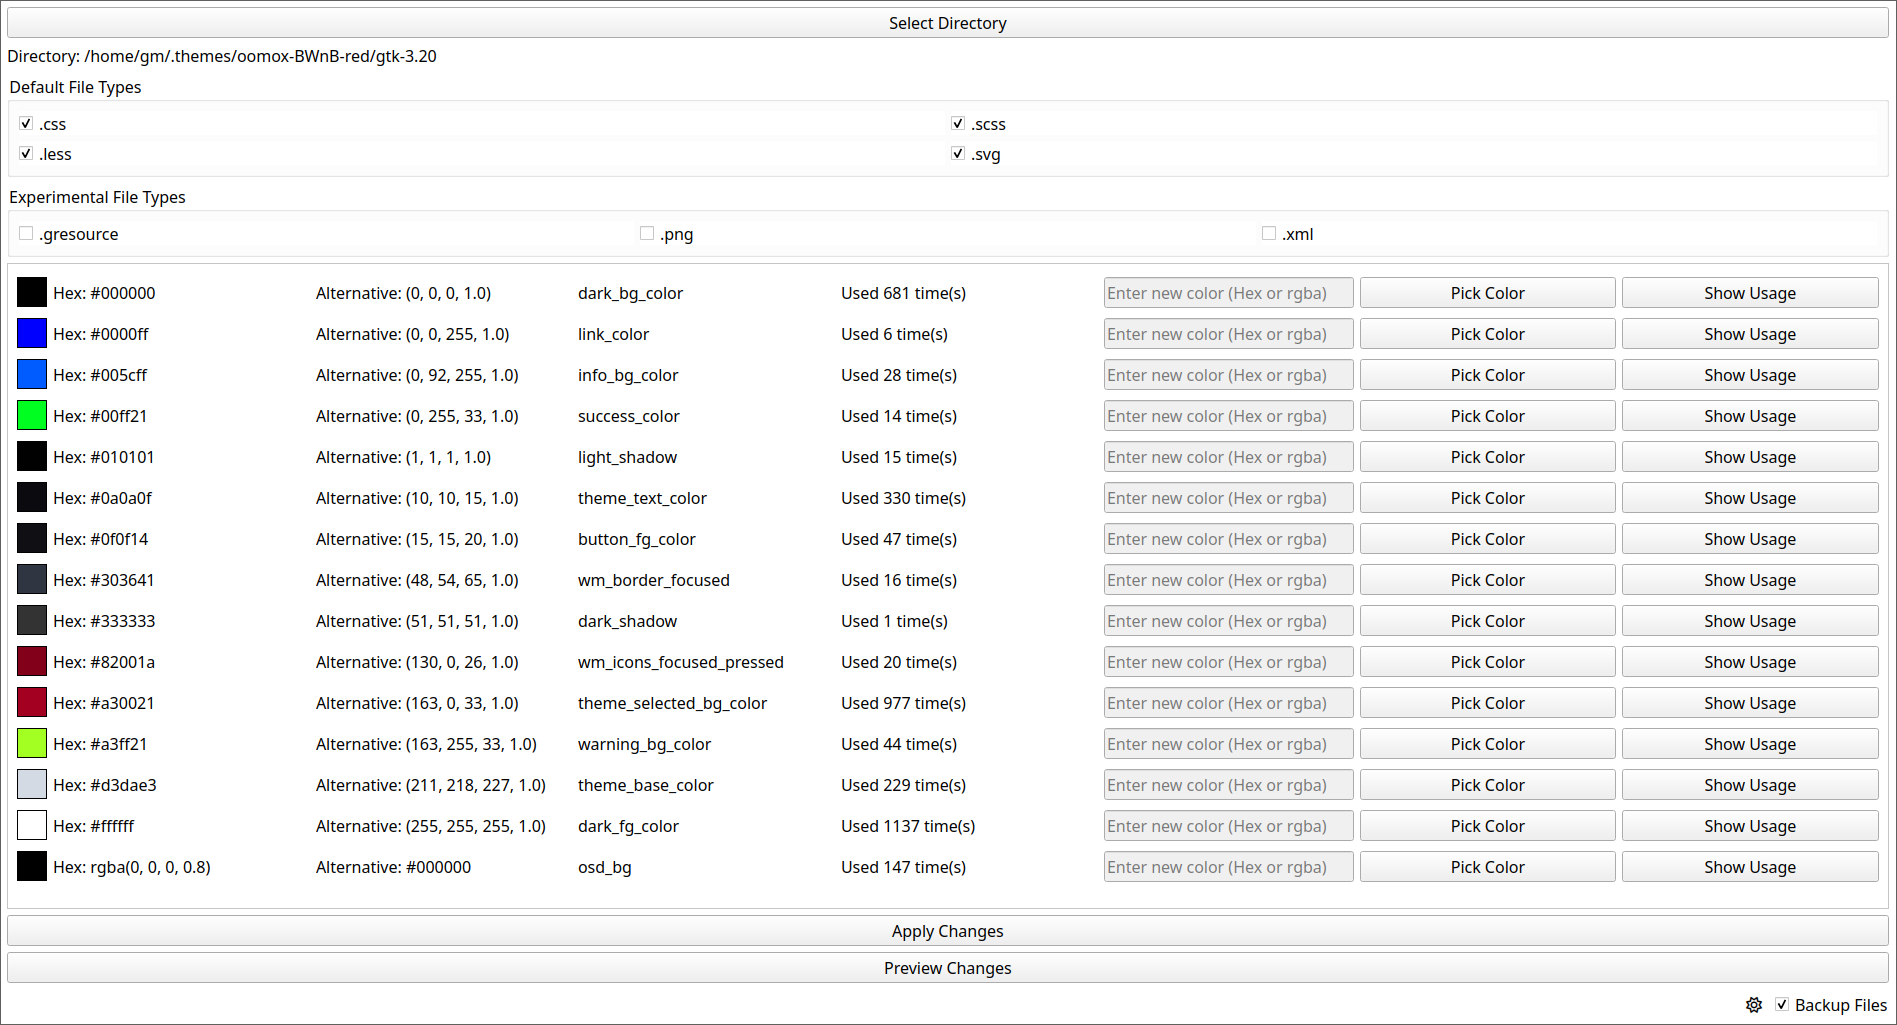 Select Directory
Directory: /home/gm/.themes/oomox-BWnB-red/gtk-3.20
Default File Types
.css .scss
.less .svg
Experimental File Types
.gresource .png .xml
Hex: #000000 Alternative: (0, 0, 0, 1.0) dark_bg_color Used 681 time(s) Enter new color (Hex or rgba) Pick Color Show Usage
Hex: #0000ff Alternative: (0, 0, 255, 1.0) link_color Used 6 time(s) Enter new color (Hex or rgba) Pick Color Show Usage
Hex: #005cff Alternative: (0, 92, 255, 1.0) info_bg_color Used 28 time(s) Enter new color (Hex or rgba) Pick Color Show Usage
Hex: #00ff21 Alternative: (0, 255, 33, 1.0) success_color Used 14 time(s) Enter new color (Hex or rgba) Pick Color Show Usage
Hex: #010101 Alternative: (1, 1, 1, 1.0) light_shadow Used 15 time(s) Enter new color (Hex or rgba) Pick Color Show Usage
Hex: #0a0a0f Alternative: (10, 10, 15, 1.0) theme_text_color Used 330 time(s) Enter new color (Hex or rgba) Pick Color Show Usage
Hex: #0f0f14 Alternative: (15, 15, 20, 1.0) button_fg_color Used 47 time(s) Enter new color (Hex or rgba) Pick Color Show Usage
Hex: #303641 Alternative: (48, 54, 65, 1.0) wm_border_focused Used 16 time(s) Enter new color (Hex or rgba) Pick Color Show Usage
Hex: #333333 Alternative: (51, 51, 51, 1.0) dark_shadow Used 1 time(s) Enter new color (Hex or rgba) Pick Color Show Usage
Hex: #82001a Alternative: (130, 0, 26, 1.0) wm_icons_focused_pressed Used 20 time(s) Enter new color (Hex or rgba) Pick Color Show Usage
Hex: #a30021 Alternative: (163, 0, 33, 1.0) theme_selected_bg_color Used 977 time(s) Enter new color (Hex or rgba) Pick Color Show Usage
Hex: #a3ff21 Alternative: (163, 255, 33, 1.0) warning_bg_color Used 44 time(s) Enter new color (Hex or rgba) Pick Color Show Usage
Hex: #d3dae3 Alternative: (211, 218, 227, 1.0) theme_base_color Used 229 time(s) Enter new color (Hex or rgba) Pick Color Show Usage
Hex: #ffffff Alternative: (255, 255, 255, 1.0) dark_fg_color Used 1137 time(s) Enter new color (Hex or rgba) Pick Color Show Usage
Hex: rgba(0, 0, 0, 0.8) Alternative: #000000 osd_bg Used 147 time(s) Enter new color (Hex or rgba) Pick Color Show Usage
Apply Changes
Preview Changes
Backup Files